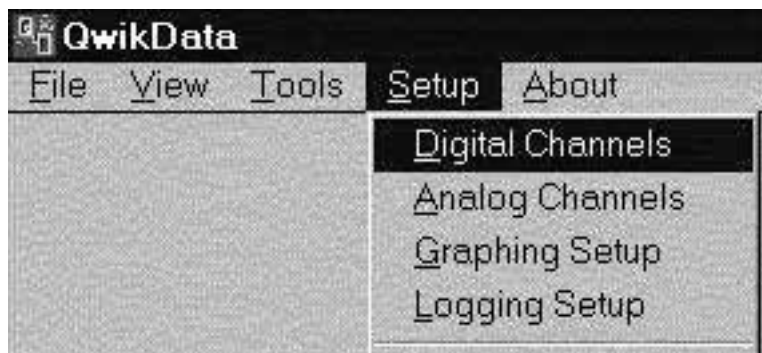 QwikData
File View Tools Setup About
Digital Channels
Analog Channels
Graphing Setup
Logging Setup